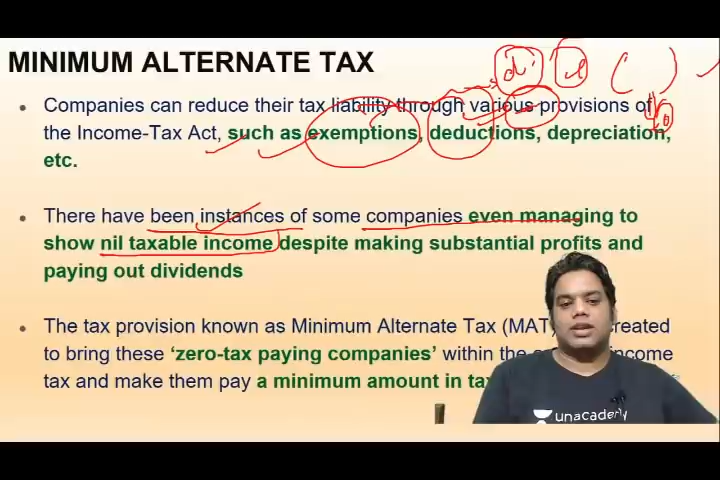 MINIMUM ALTERNATE TAX
Companies can reduce their tax liability through various provisions of
the Income-Tax Act, such as exemptions, deductions, depreciation,
etc.
There have been instances of some companies even managing to
show nil taxable income despite making substantial profits and
paying out dividends
The tax provision known as Minimum Alternate Tax (MAT)
to bring these ‘zero-tax paying companies’ within the income
tax and make them pay a minimum amount in tax
unacademy